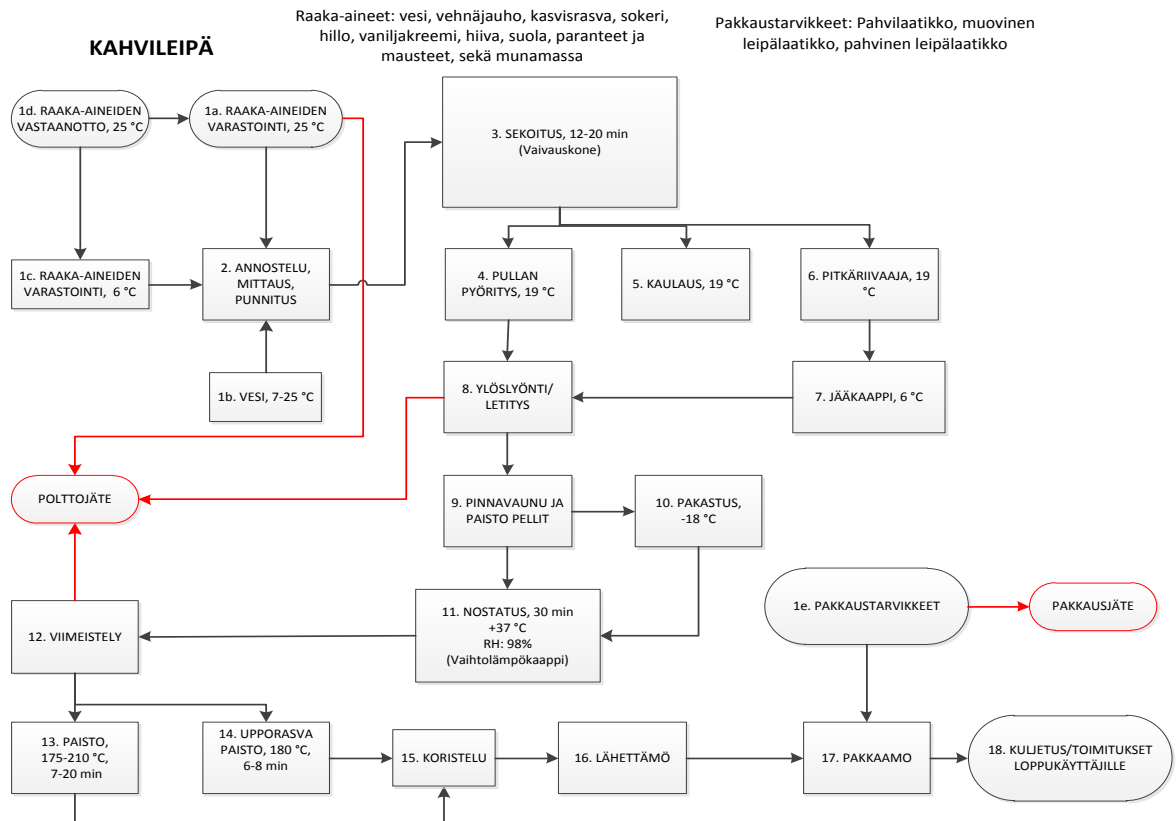 KAHVILEIPÄ
Raaka-aineet: vesi, vehnäjauho, kasvisrasva, sokeri,
hillo, vaniljakreemi, hiiva, suola, paranteet ja
mausteet, sekä munamassa
Pakkaustarvikkeet: Pahvilaatikko, muovinen
leipälaatikko, pahvinen leipälaatikko
1d. RAAKA-AINEIDEN
VASTAANOTTO, 25 °C
1a. RAAKA-AINEIDEN
VARASTOINTI, 25 °C
3. SEKOITUS, 12-20 min
(Vaivauskone)
1c. RAAKA-AINEIDEN
VARASTOINTI,  6 °C
2. ANNOSTELU,
MITTAUS,
PUNNITUS
4. PULLAN
PYÖRITYS, 19 °C
5. KAULAUS, 19 °C
6. PITKÄRIIVAAJA, 19
°C
1b. VESI, 7-25 °C
8. YLÖSLYÖNTI/
LETITYS
7. JÄÄKAAPPI, 6 °C
POLTTOJÄTE
9. PINNAVAUNU JA
PAISTO PELLIT
10. PAKASTUS,
-18 °C
11. NOSTATUS, 30 min
+37 °C
RH: 98%
(Vaihtolämpökaappi)
1e. PAKKAUSTARVIKKEET
PAKKAUSJÄTE
12. VIIMEISTELY
13. PAISTO,
175-210 °C,
7-20 min
14. UPPORASVA
PAISTO, 180 °C,
6-8 min
15. KORISTELU
16. LÄHETTÄMÖ
17. PAKKAAMO
18. KULJETUS/TOIMITUKSET
LOPPUKÄYTTÄJILLE